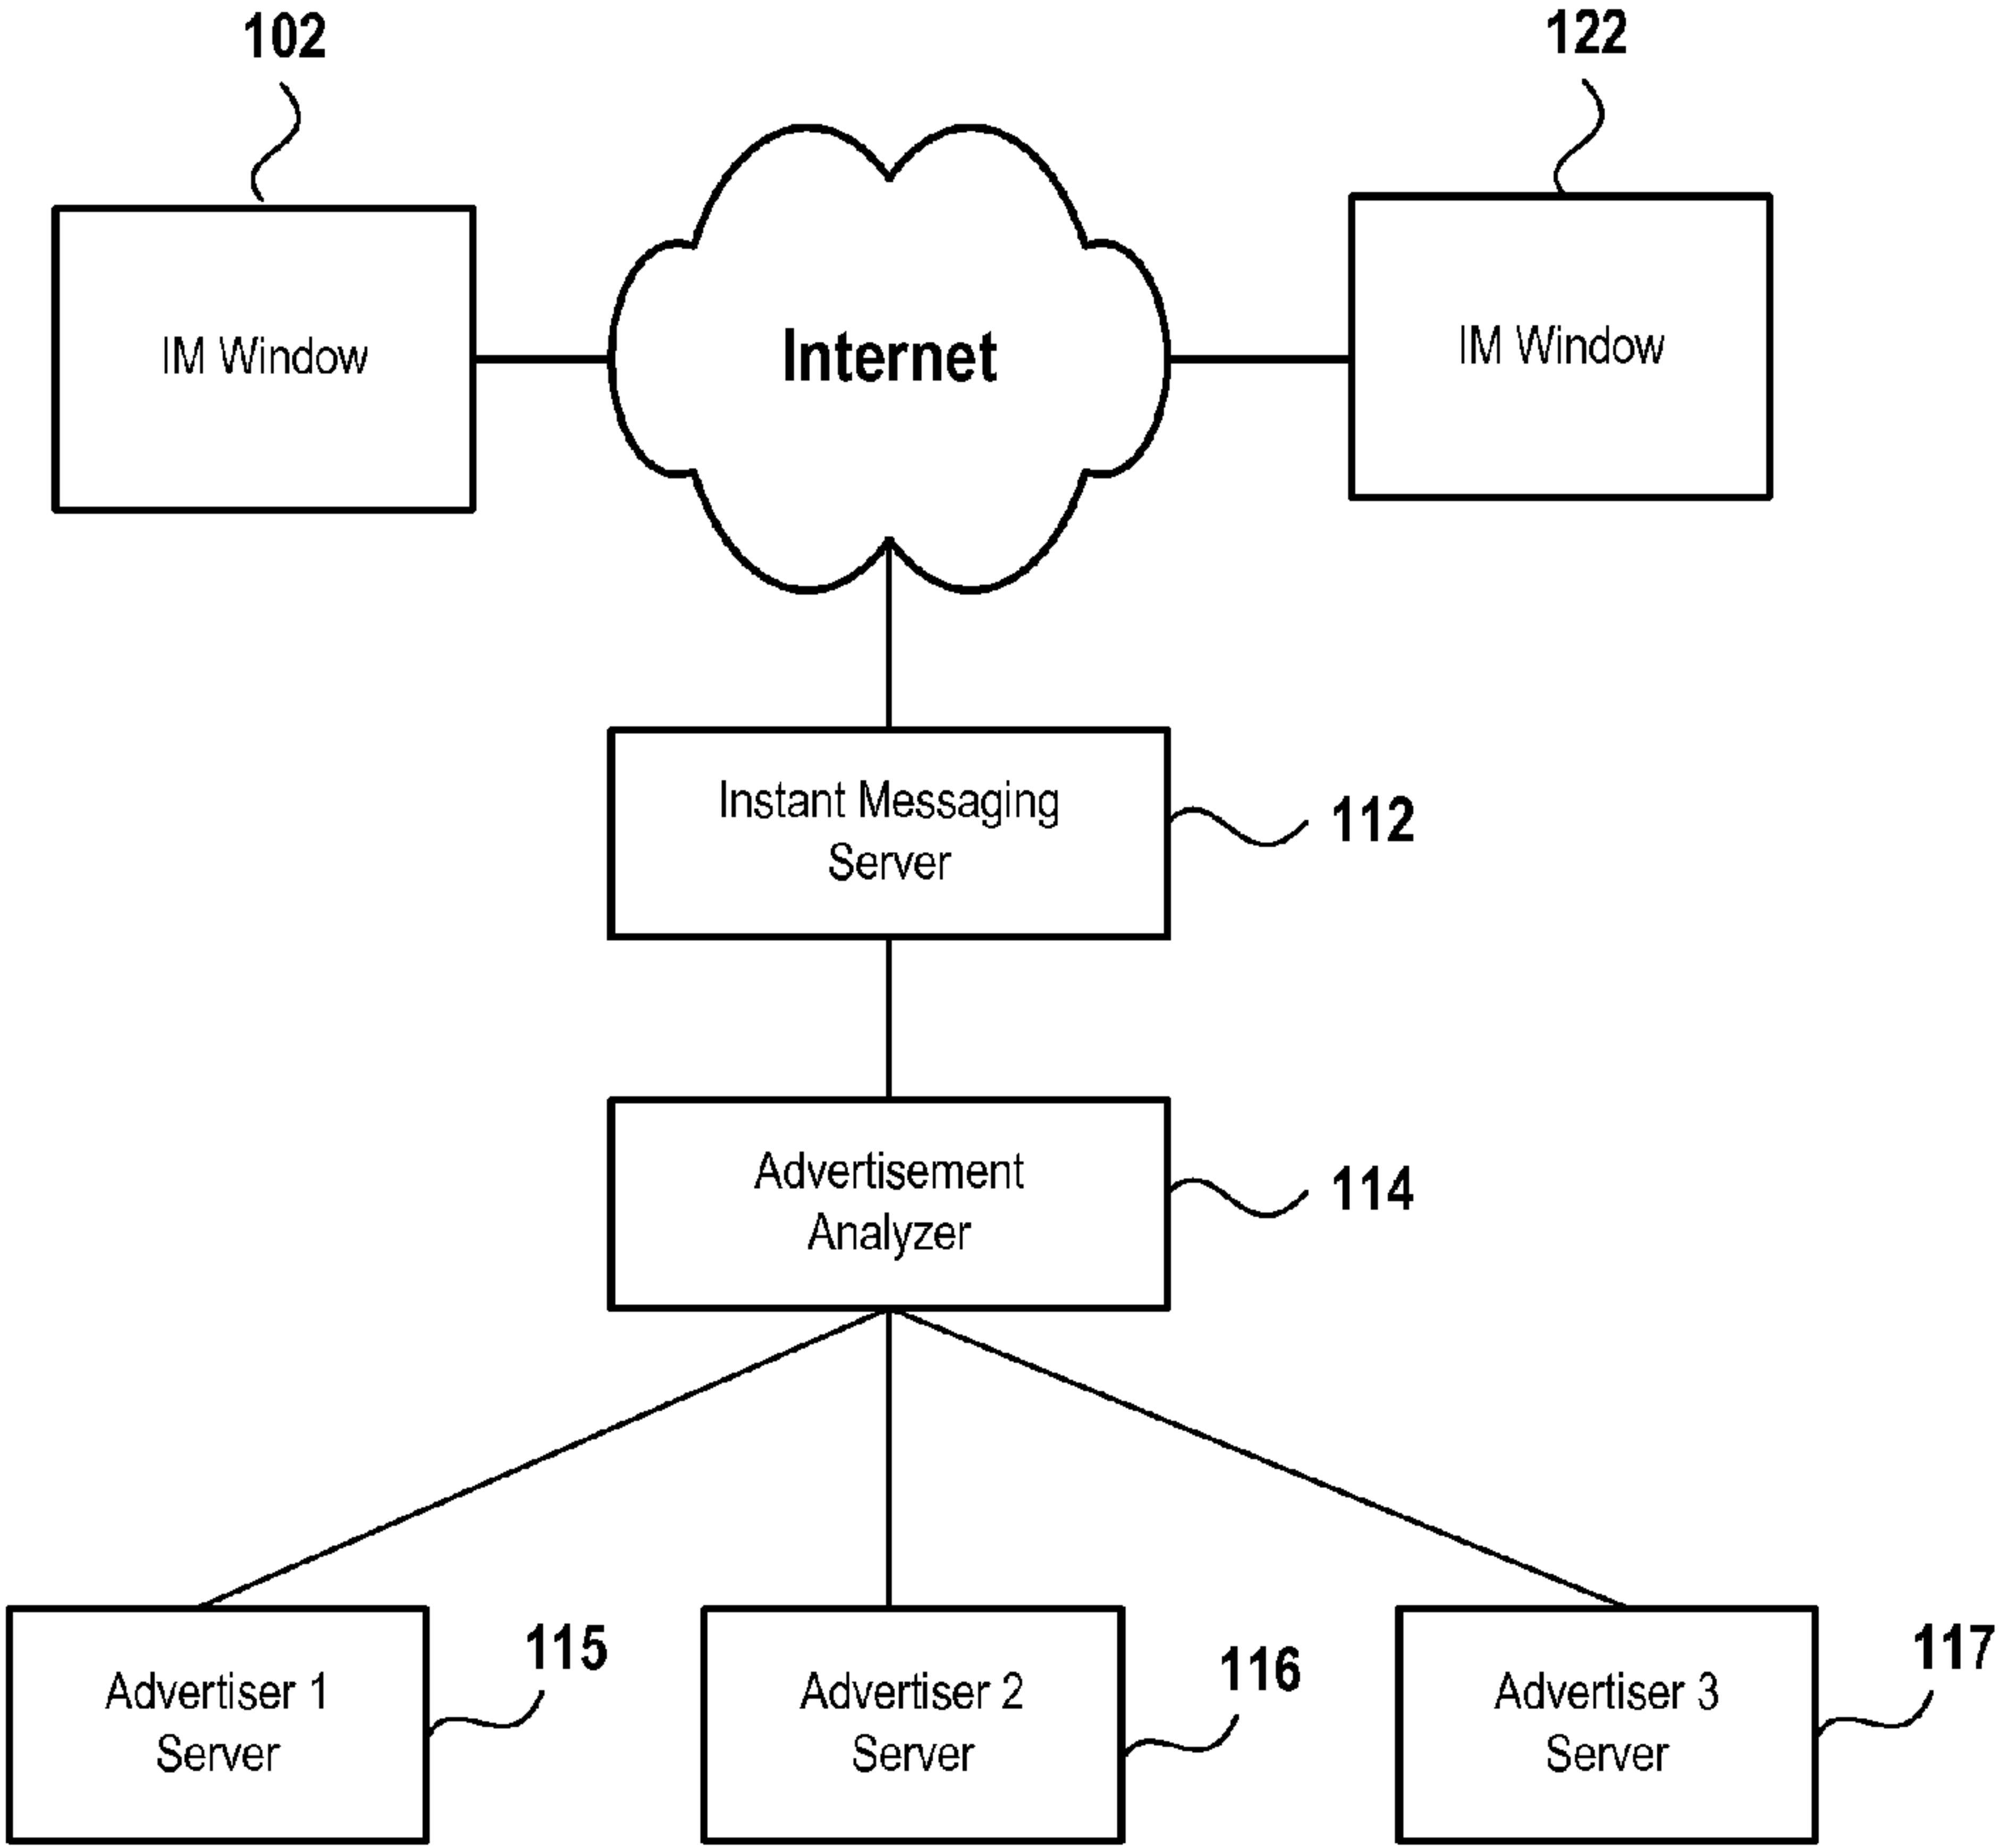 102
122
IM Window
Internet
IM Window
Instant Messaging
Server
112
Advertisement
Analyzer
114
Advertiser 1
Server
115
Advertiser 2
Server
116
Advertiser 3
Server
117